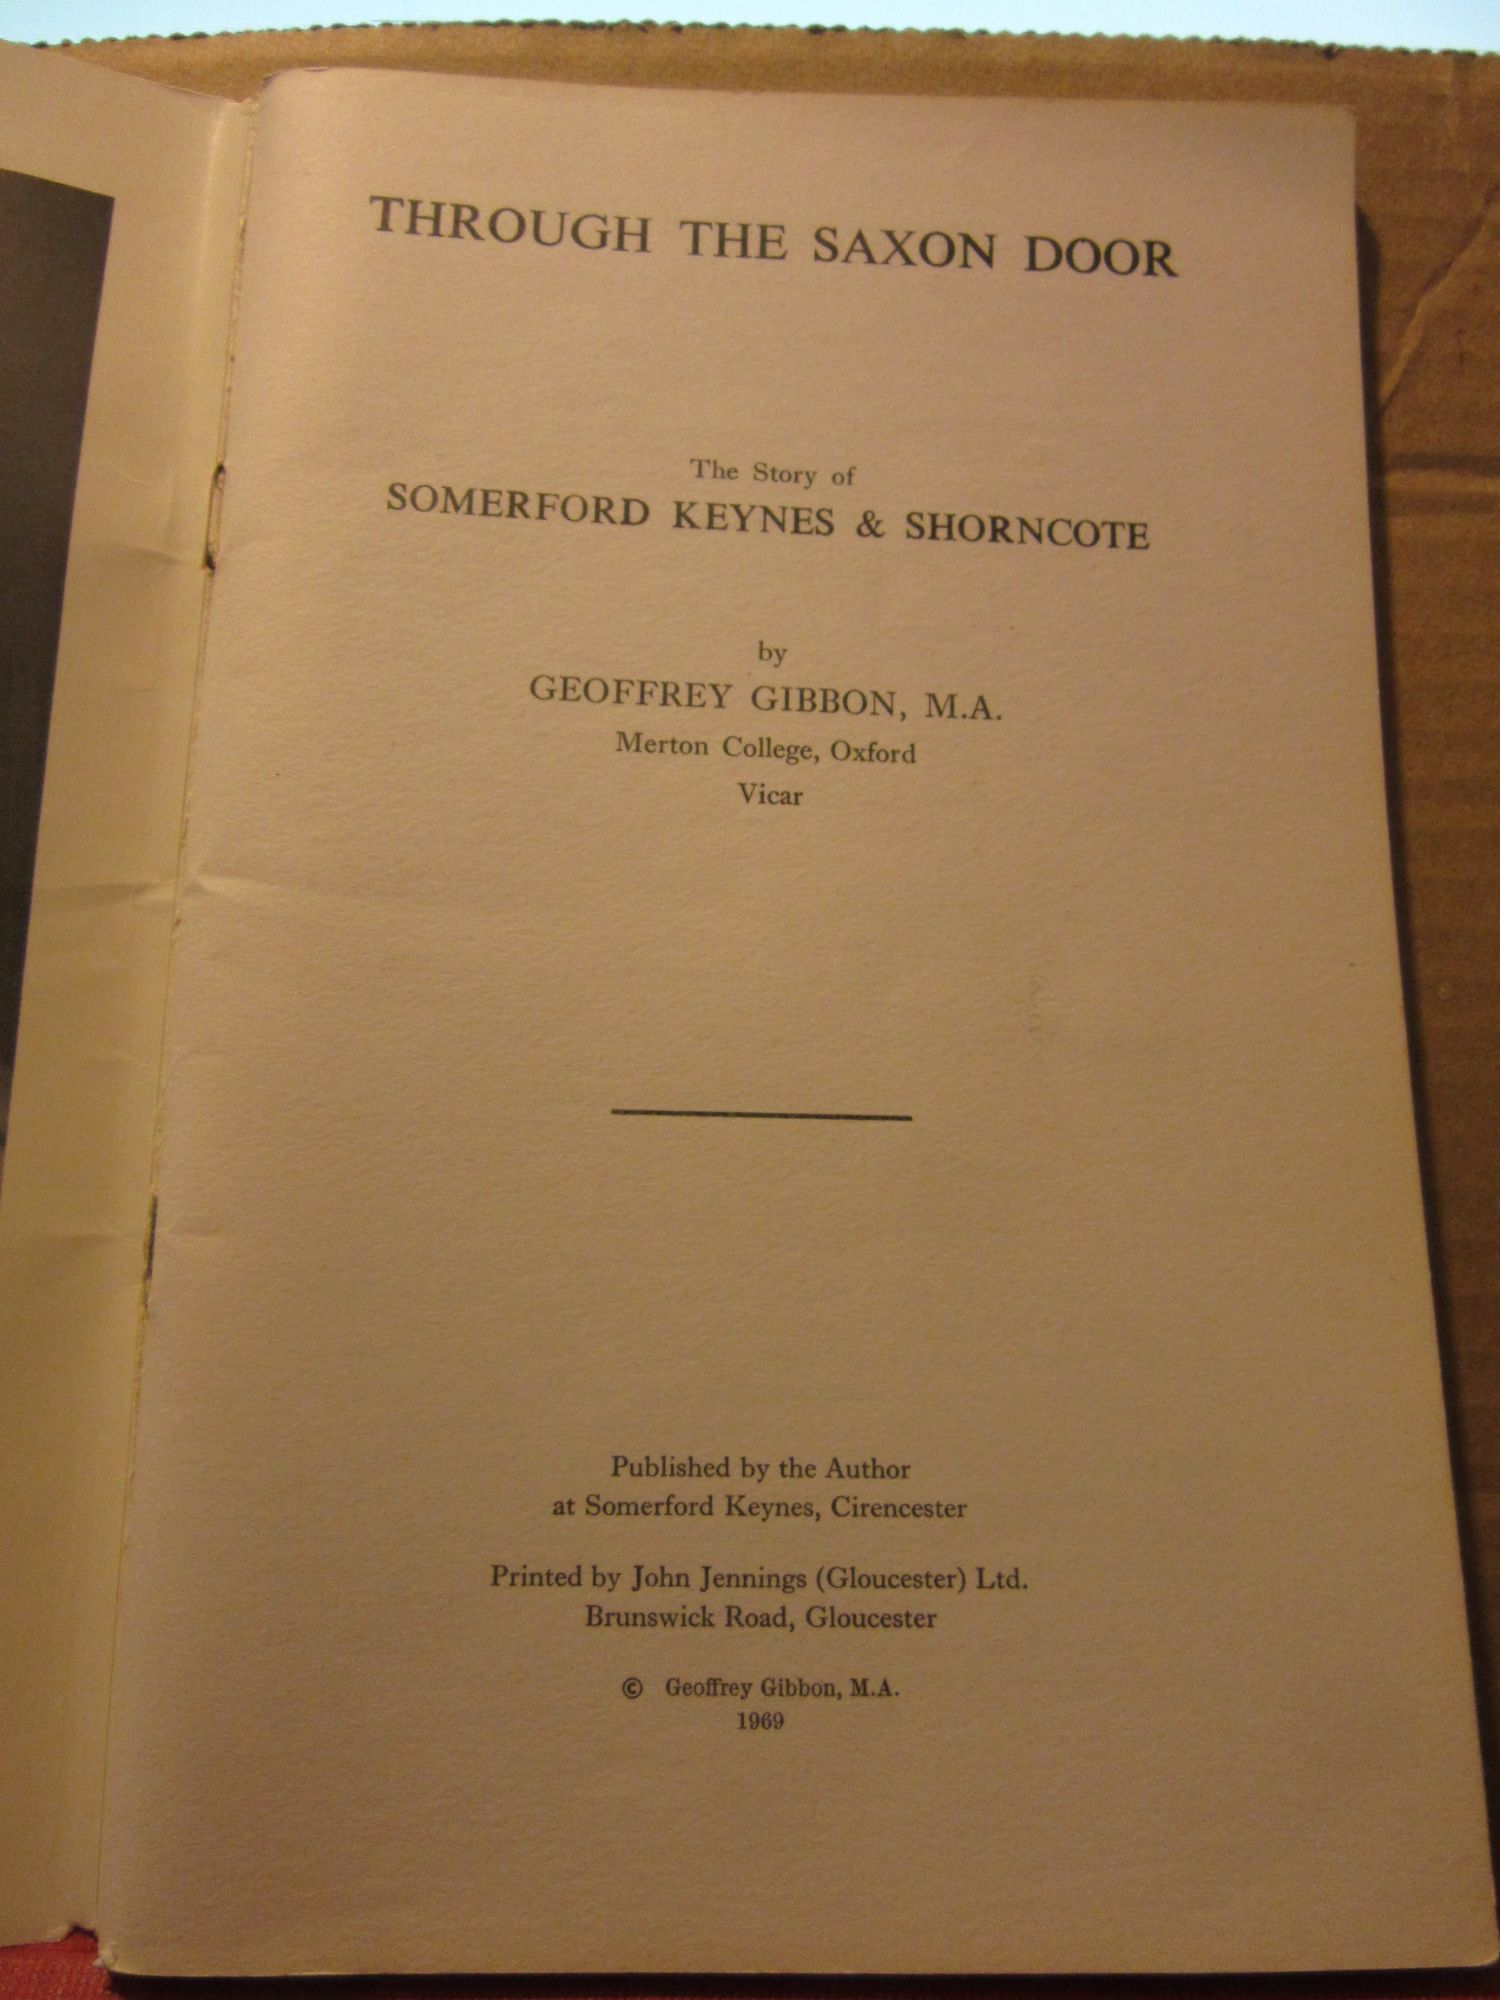 THROUGH THE SAXON DOOR
The Story of
SOMERFORD KEYNES & SHORNCOTE
by
GEOFFREY GIBBON, M.A.
Merton College, Oxford
Vicar
Published by the Author
at Somerford Keynes, Cirencester
Printed by John Jennings (Gloucester) Ltd.
Brunswick Road, Gloucester
© Geoffrey Gibbon, M.A.
1969